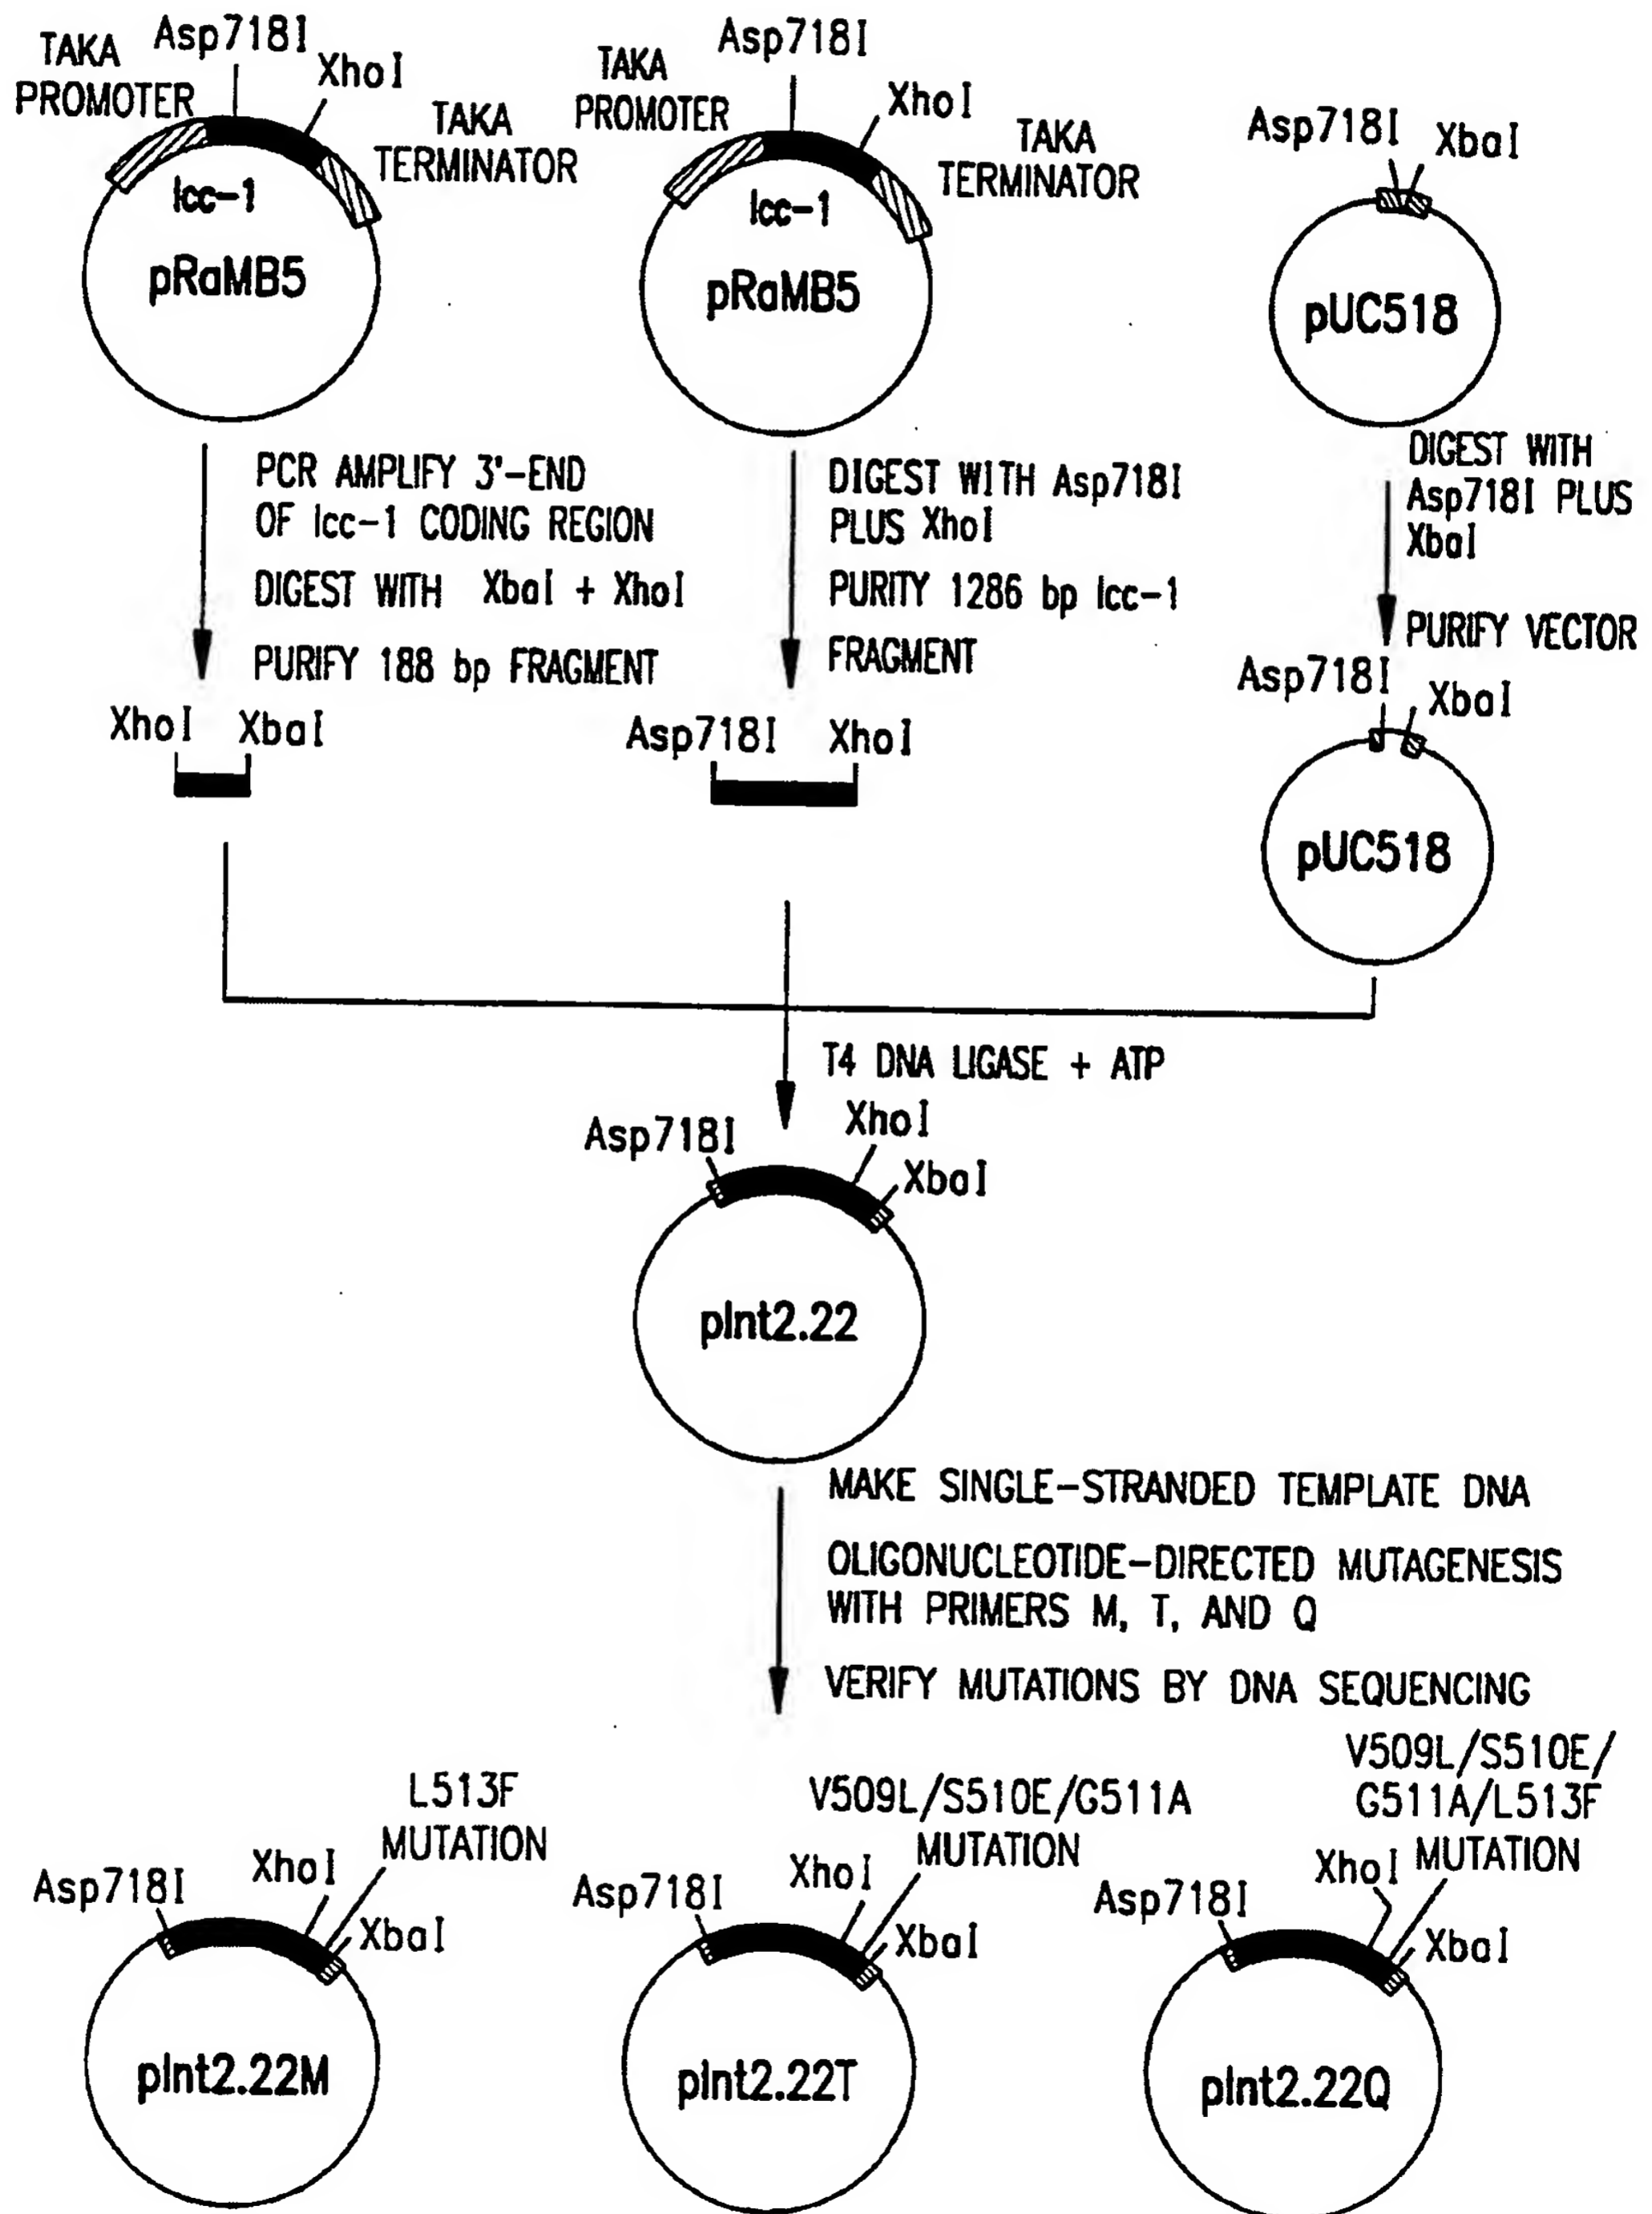 TAKA
PROMOTER
Asp718I
XhoI
TAKA
TERMINATOR
lcc-1
pRaMB5
TAKA
PROMOTER
Asp718I
XhoI
TAKA
TERMINATOR
lcc-1
pRaMB5
Asp718I
XbaI
pUC518
PCR AMPLIFY 3'-END
OF lcc-1 CODING REGION
DIGEST WITH XbaI + XhoI
PURIFY 188 bp FRAGMENT
DIGEST WITH Asp718I
PLUS XhoI
PURITY 1286 bp lcc-1
FRAGMENT
DIGEST WITH
Asp718I PLUS
XbaI
PURIFY VECTOR
XhoI XbaI
Asp718I XhoI
Asp718I
XbaI
pUC518
T4 DNA LIGASE + ATP
Asp718I
XhoI
XbaI
pInt2.22
MAKE SINGLE-STRANDED TEMPLATE DNA
OLIGONUCLEOTIDE-DIRECTED MUTAGENESIS
WITH PRIMERS M, T, AND Q
VERIFY MUTATIONS BY DNA SEQUENCING
L513F
MUTATION
Asp718I
XhoI
XbaI
pInt2.22M
V509L/S510E/G511A
MUTATION
Asp718I
XhoI
XbaI
pInt2.22T
V509L/S510E/
G511A/L513F
MUTATION
Asp718I
XhoI
XbaI
pInt2.22Q